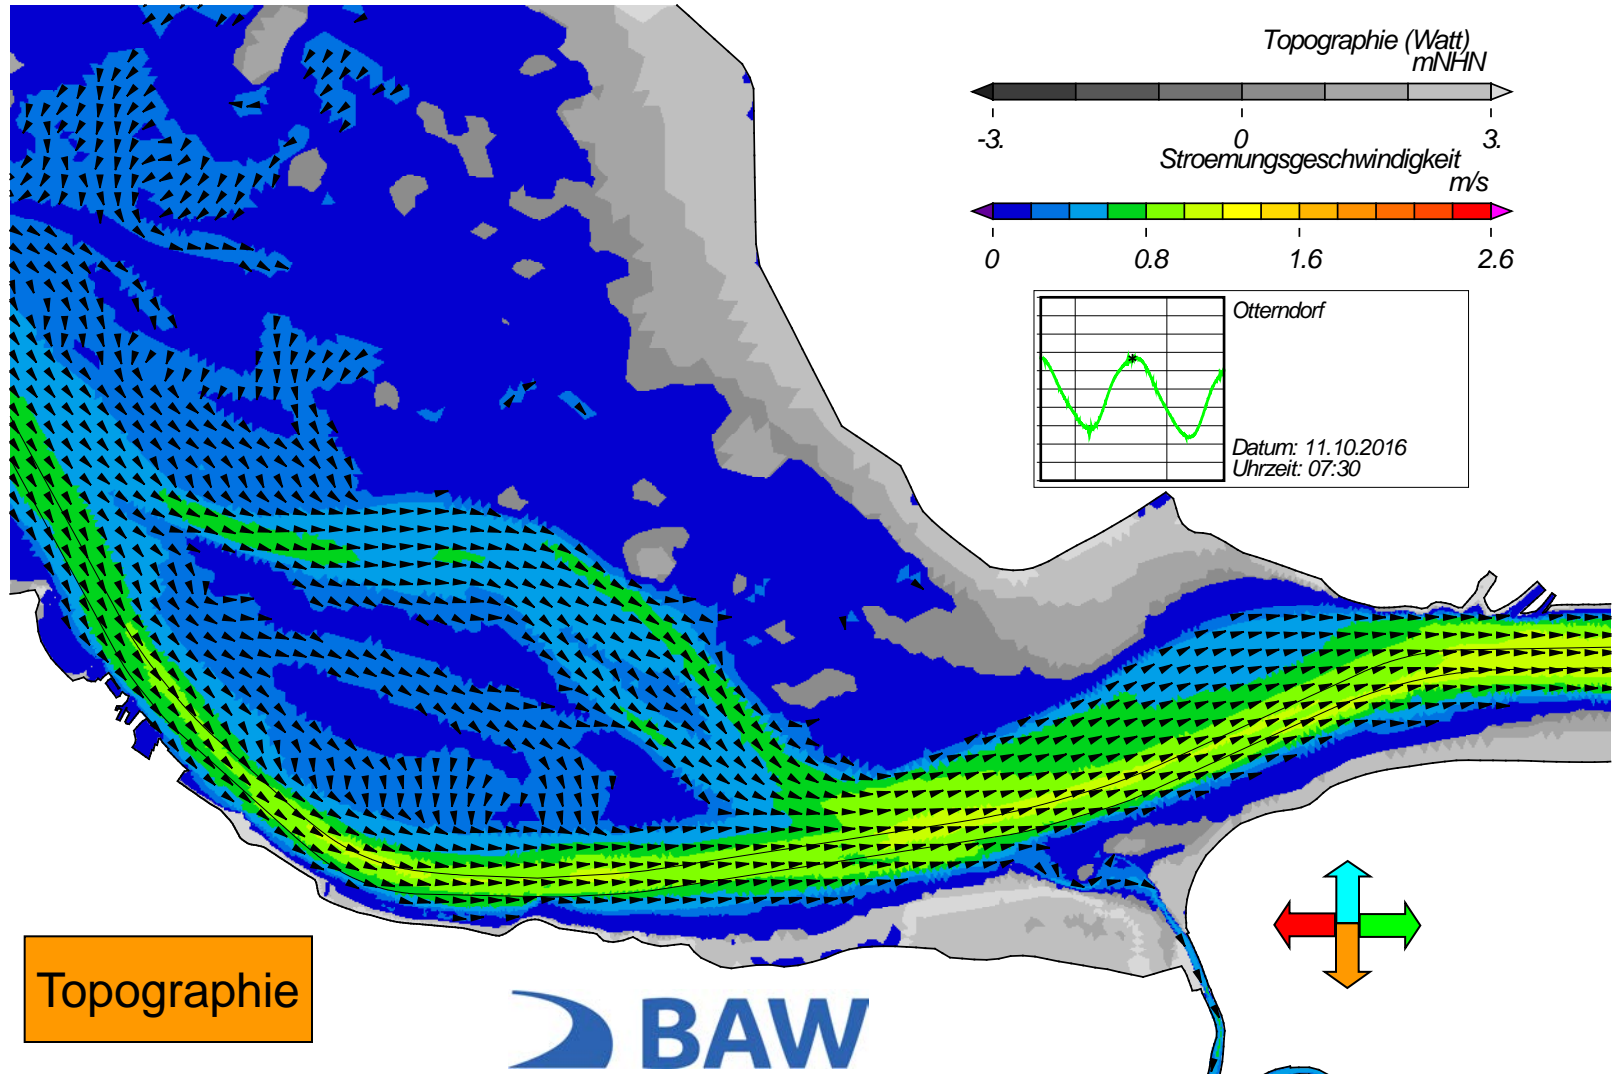 Topographie (Watt)
mNHN
-3. 0 3.
Stroemungsgeschwindigkeit
m/s
0 0.8 1.6 2.6
Otterndorf
Datum: 11.10.2016
Uhrzeit: 07:30
Topographie
BAW